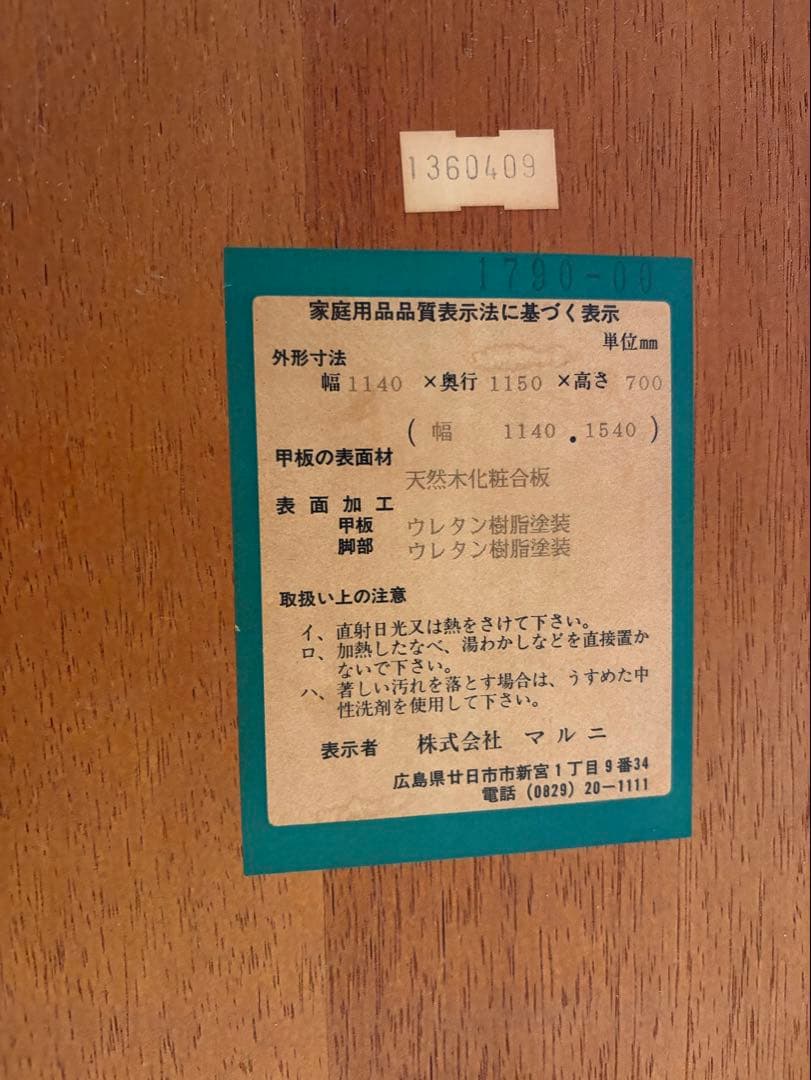 1360409
1790-00
家庭用品品質表示法に基づく表示
単位mm
外形寸法
幅 1140 ×奥行 1150 ×高さ 700
( 幅 1140 . 1540 )
甲板の表面材
天然木化粧合板
表面加工
甲板 ウレタン樹脂塗装
脚部 ウレタン樹脂塗装
取扱い上の注意
イ、直射日光又は熱をさけて下さい。
ロ、加熱したなべ、湯わかしなどを直接置か
ないで下さい。
ハ、著しい汚れを落とす場合は、うすめた中
性洗剤を使用して下さい。
表示者 株式会社 マルニ
広島県廿日市市新宮1丁目9番34
電話 (0829) 20-1111